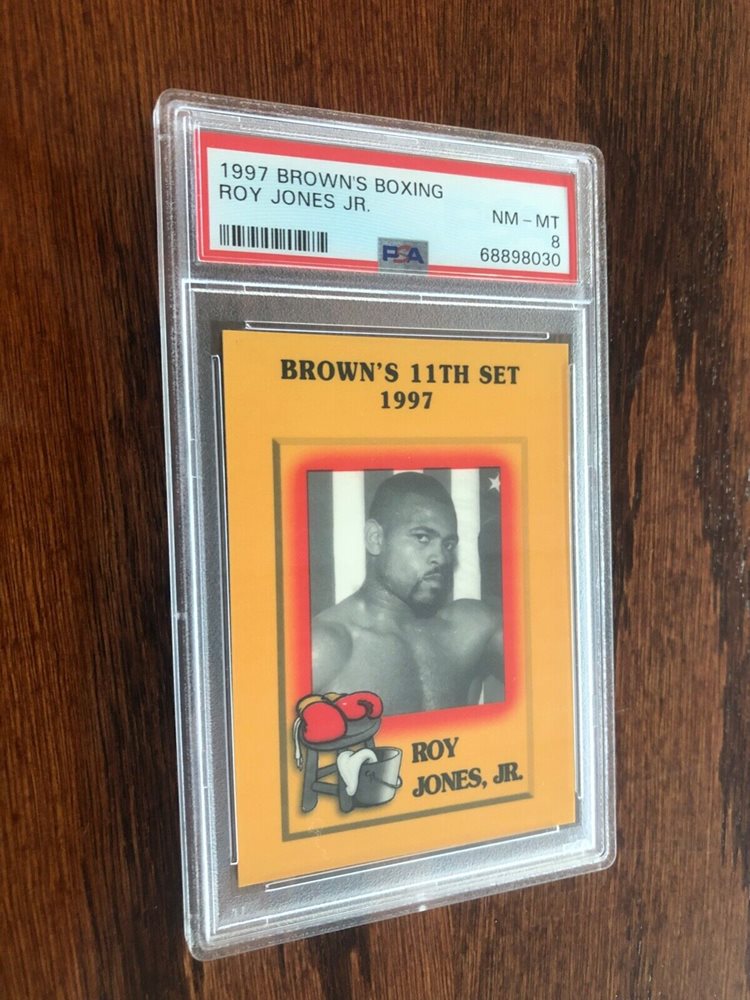 1997 BROWN'S BOXING
ROY JONES JR.
NM – MT
8
PSA
68898030
BROWN'S 11TH SET
1997
ROY
JONES, JR.